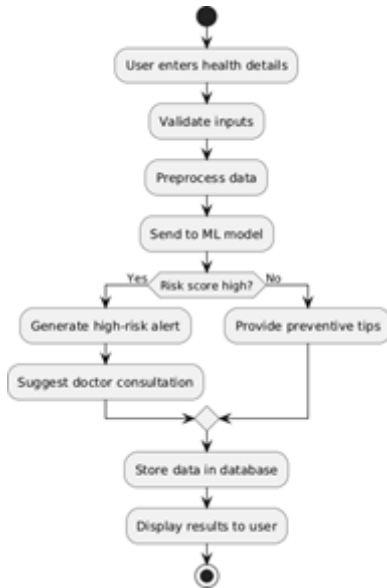 User enters health details
Validate inputs
Preprocess data
Send to ML model
Yes
Risk score high?
No
Generate high-risk alert
Provide preventive tips
Suggest doctor consultation
Store data in database
Display results to user